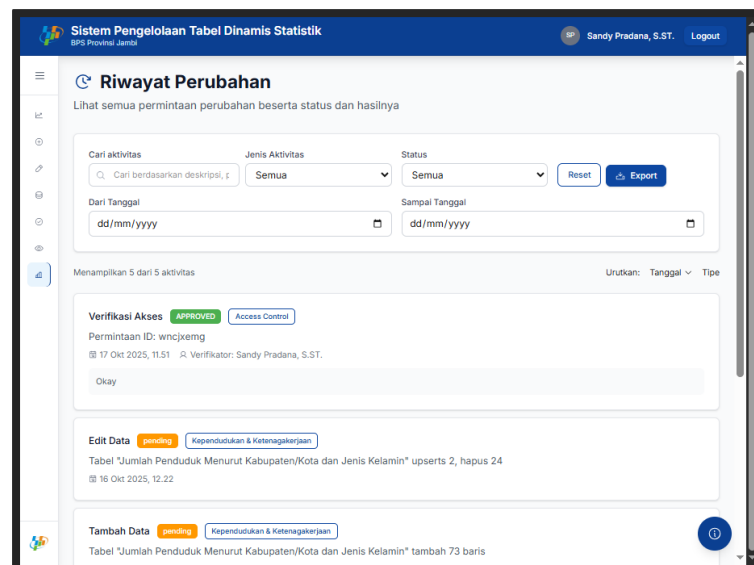 Sistem Pengelolaan Tabel Dinamis Statistik
BPS Provinsi Jambi
SP
Sandy Pradana, S.ST.
Logout
Riwayat Perubahan
Lihat semua permintaan perubahan beserta status dan hasilnya
Cari aktivitas
Jenis Aktivitas
Status
Cari berdasarkan deskripsi,
Semua
Semua
Reset
Export
Dari Tanggal
Sampai Tanggal
dd/mm/yyyy
dd/mm/yyyy
Menampilkan 5 dari 5 aktivitas
Urutkan: Tanggal Tipe
Verifikasi Akses APPROVED Access Control
Permintaan ID: wncjxemg
17 Okt 2025, 11.51 Verifikator: Sandy Pradana, S.ST.
Okay
Edit Data pending Kependudukan & Ketenagakerjaan
Tabel "Jumlah Penduduk Menurut Kabupaten/Kota dan Jenis Kelamin" upserts 2, hapus 24
16 Okt 2025, 12.22
Tambah Data pending Kependudukan & Ketenagakerjaan
Tabel "Jumlah Penduduk Menurut Kabupaten/Kota dan Jenis Kelamin" tambah 73 baris